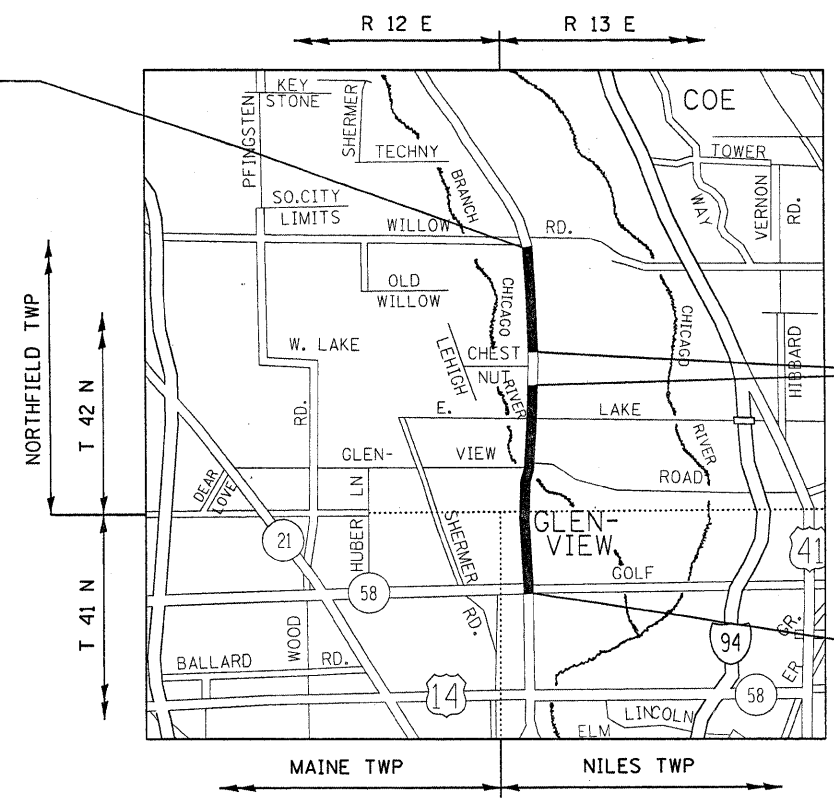 R 12 E
R 13 E
KEY
STONE
SHERMER
PFINGSTEN
TECHNY
COE
TOWER
WAY
VERNON
RD.
BRANCH
SO.CITY
LIMITS
WILLOW
RD.
OLD
WILLOW
CHICAGO
CHICAGO
NORTHFIELD TWP
T 42 N
W. LAKE
LEHIGH
CHEST
NUT
RIVER
HIBBARD
RD.
E.
LAKE
GLEN-
VIEW
RIVER
ROAD
DEAR
LOVE
HUBER LN
SHERMER
RD.
GLEN-
VIEW
21
41
T 41 N
58
GOLF
WOOD
94
GR.
ER
BALLARD
RD.
14
58
LINCOLN
ELM
MAINE TWP
NILES TWP